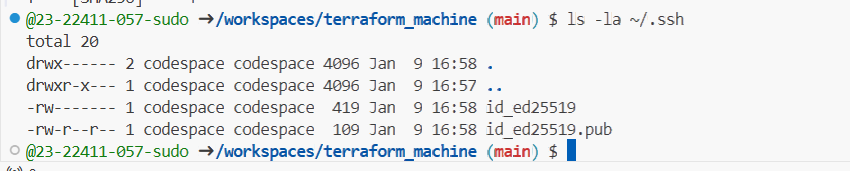 @23-22411-057-sudo ➜/workspaces/terraform_machine (main) $ ls -la ~/.ssh
total 20
drwx------ 2 codespace codespace 4096 Jan  9 16:58 .
drwxr-x--- 1 codespace codespace 4096 Jan  9 16:57 ..
-rw------- 1 codespace codespace  419 Jan  9 16:58 id_ed25519
-rw-r--r-- 1 codespace codespace  109 Jan  9 16:58 id_ed25519.pub
@23-22411-057-sudo ➜/workspaces/terraform_machine (main) $